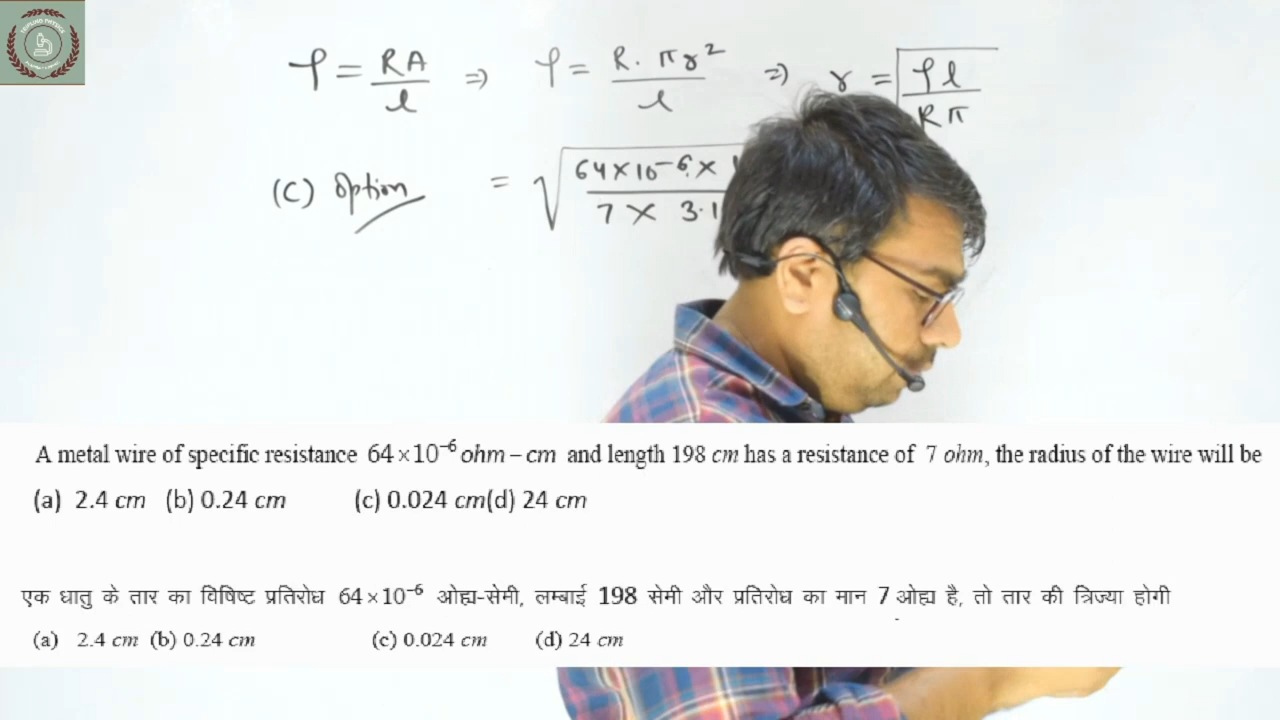 ρ = RA / l ⇒ ρ = R. πr² / l ⇒ r = √ ρl / Rπ
(C) Option = √ 64×10⁻⁶ × / 7 × 3.1
A metal wire of specific resistance 64×10⁻⁶ ohm–cm and length 198 cm has a resistance of 7 ohm, the radius of the wire will be
(a) 2.4 cm (b) 0.24 cm (c) 0.024 cm(d) 24 cm
एक धातु के तार का विषिष्ट प्रतिरोध 64×10⁻⁶ ओह्म-सेमी, लम्बाई 198 सेमी और प्रतिरोध का मान 7 ओह्म है, तो तार की त्रिज्या होगी
(a) 2.4 cm (b) 0.24 cm (c) 0.024 cm (d) 24 cm